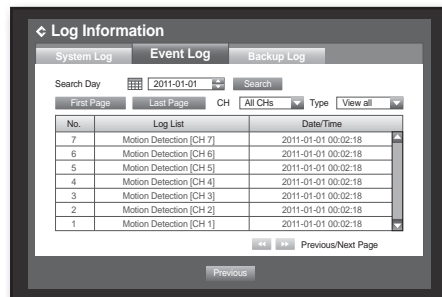 Log Information
System Log Event Log Backup Log
Search Day 2011-01-01 Search
First Page Last Page CH All CHs Type View all
No. Log List Date/Time
7 Motion Detection [CH 7] 2011-01-01 00:02:18
6 Motion Detection [CH 6] 2011-01-01 00:02:18
5 Motion Detection [CH 5] 2011-01-01 00:02:18
4 Motion Detection [CH 4] 2011-01-01 00:02:18
3 Motion Detection [CH 3] 2011-01-01 00:02:18
2 Motion Detection [CH 2] 2011-01-01 00:02:18
1 Motion Detection [CH 1] 2011-01-01 00:02:18
Previous/Next Page
Previous